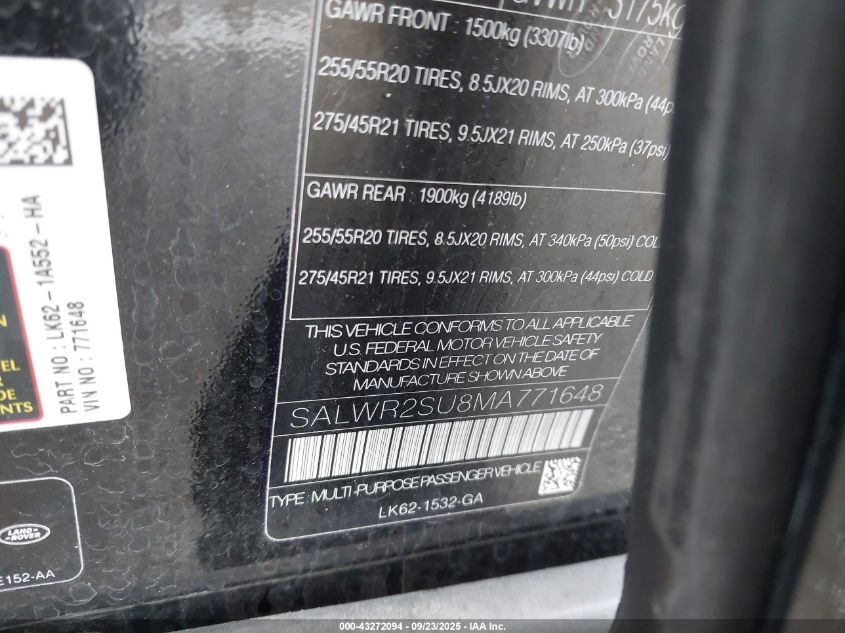 GAWR FRONT : 1500kg (3307lb)
255/55R20 TIRES, 8.5JX20 RIMS, AT 300kPa (44p
275/45R21 TIRES, 9.5JX21 RIMS, AT 250kPa (37psi)
GAWR REAR : 1900kg (4189lb)
255/55R20 TIRES, 8.5JX20 RIMS, AT 340kPa (50psi) COL
275/45R21 TIRES, 9.5JX21 RIMS, AT 300kPa (44psi) COLD
THIS VEHICLE CONFORMS TO ALL APPLICABLE
U.S. FEDERAL MOTOR VEHICLE SAFETY
STANDARDS IN EFFECT ON THE DATE OF
MANUFACTURE SHOWN ABOVE
SALWR2SU8MA771648
TYPE: MULTI-PURPOSE PASSENGER VEHICLE
LK62-1532-GA
PART NO : LK62 - 1A552 - HA
VIN NO : 771648
LAND
ROVER
E152-AA
000-43272094 - 09/23/2025 - IAA Inc.